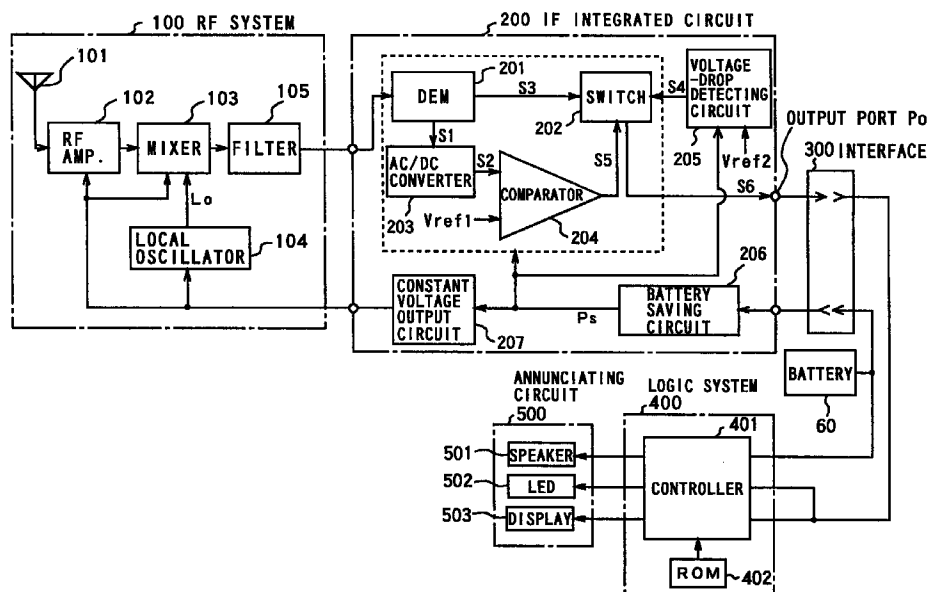 100 RF SYSTEM
200 IF INTEGRATED CIRCUIT
101
102
103
105
RF
AMP.
MIXER
FILTER
Lo
LOCAL
OSCILLATOR
104
201
DEM
S3
SWITCH
S4
202
VOLTAGE
-DROP
DETECTING
CIRCUIT
205
Vref2
S1
AC/DC
CONVERTER
203
S2
COMPARATOR
S5
Vref1
204
S6
OUTPUT PORT Po
300 INTERFACE
CONSTANT
VOLTAGE
OUTPUT
CIRCUIT
207
Ps
206
BATTERY
SAVING
CIRCUIT
BATTERY
60
ANNUNCIATING
CIRCUIT
500
501
SPEAKER
502
LED
503
DISPLAY
LOGIC SYSTEM
400
401
CONTROLLER
ROM
402